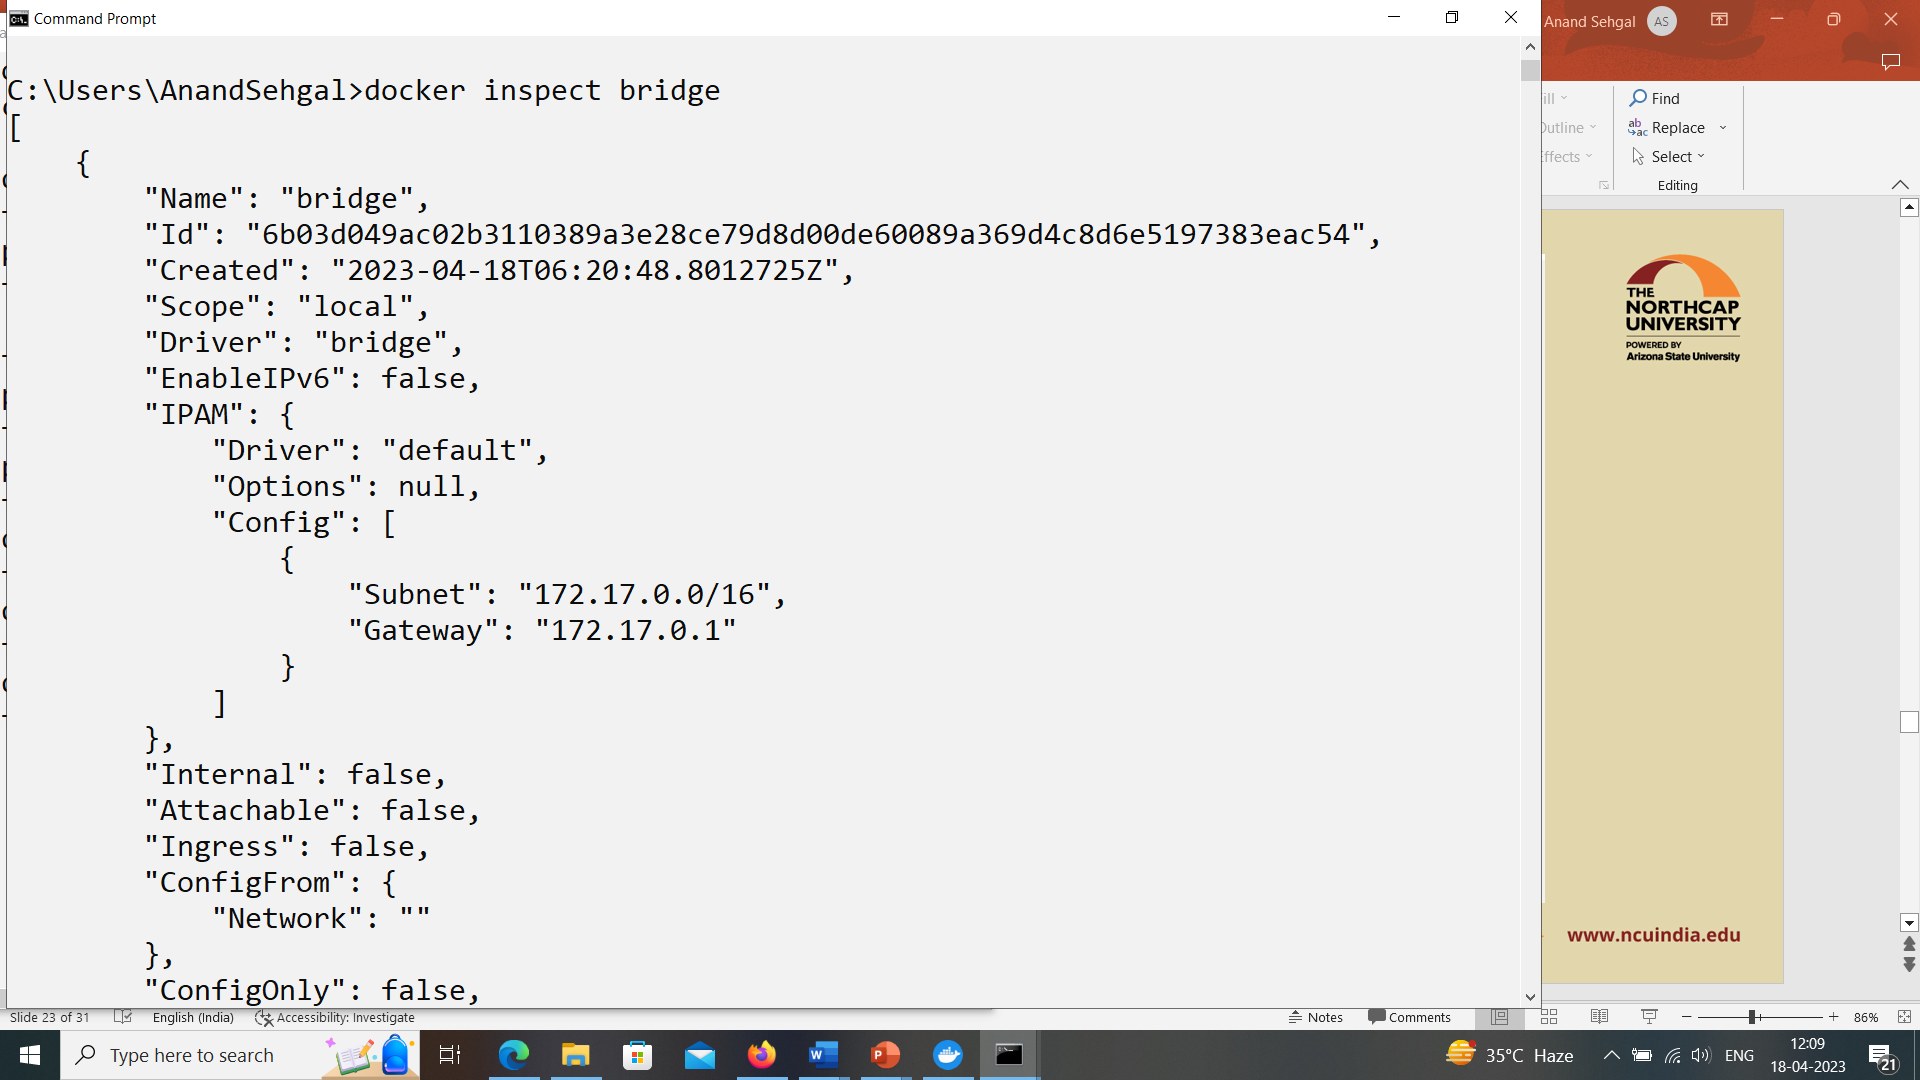 Command Prompt
C:\Users\AnandSehgal>docker inspect bridge
[
{
"Name": "bridge",
"Id": "6b03d049ac02b3110389a3e28ce79d8d00de60089a369d4c8d6e5197383eac54",
"Created": "2023-04-18T06:20:48.8012725Z",
"Scope": "local",
"Driver": "bridge",
"EnableIPv6": false,
"IPAM": {
"Driver": "default",
"Options": null,
"Config": [
{
"Subnet": "172.17.0.0/16",
"Gateway": "172.17.0.1"
}
]
},
"Internal": false,
"Attachable": false,
"Ingress": false,
"ConfigFrom": {
"Network": ""
},
"ConfigOnly": false,
Anand Sehgal AS
Find
Replace
Select
Editing
THE
NORTHCAP
UNIVERSITY
POWERED BY
Arizona State University
www.ncuindia.edu
Slide 23 of 31 English (India) Accessibility: Investigate Notes Comments 86%
Type here to search
35°C Haze ENG
12:09
18-04-2023
21